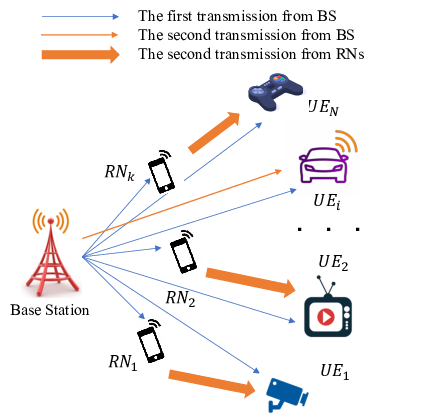 The first transmission from BS
The second transmission from BS
The second transmission from RNs
UE_N
RN_k
UE_i
. . .
Base Station
RN_2
UE_2
RN_1
UE_1